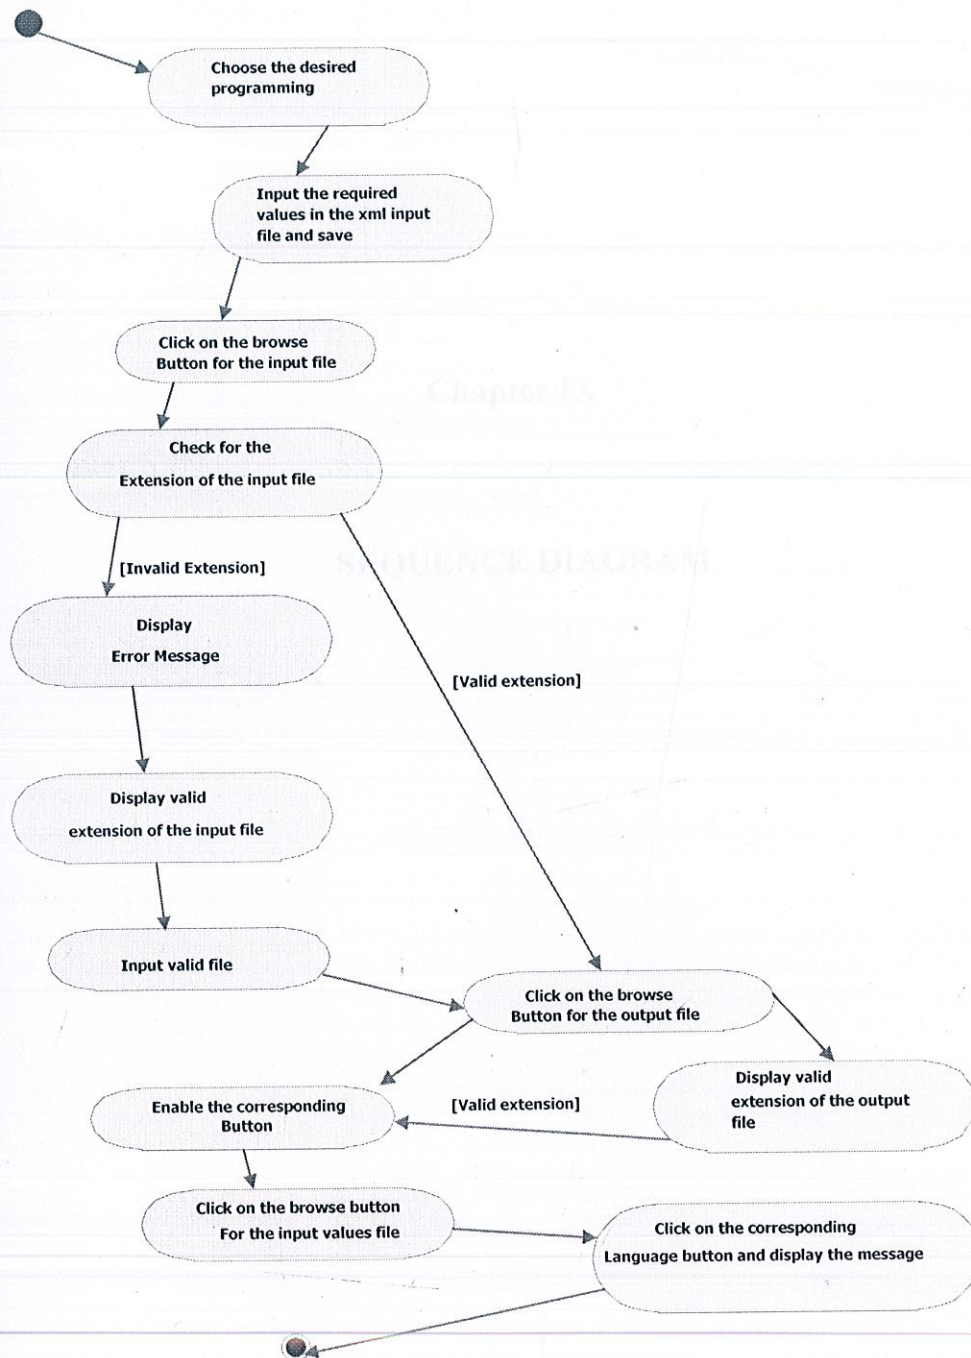 Choose the desired
programming
Input the required
values in the xml input
file and save
Click on the browse
Button for the input file
Chapter IX
Check for the
Extension of the input file
SEQUENCE DIAGRAM
[Invalid Extension]
Display
Error Message
[Valid extension]
Display valid
extension of the input file
Input valid file
Click on the browse
Button for the output file
Display valid
extension of the output
file
Enable the corresponding
Button
[Valid extension]
Click on the browse button
For the input values file
Click on the corresponding
Language button and display the message